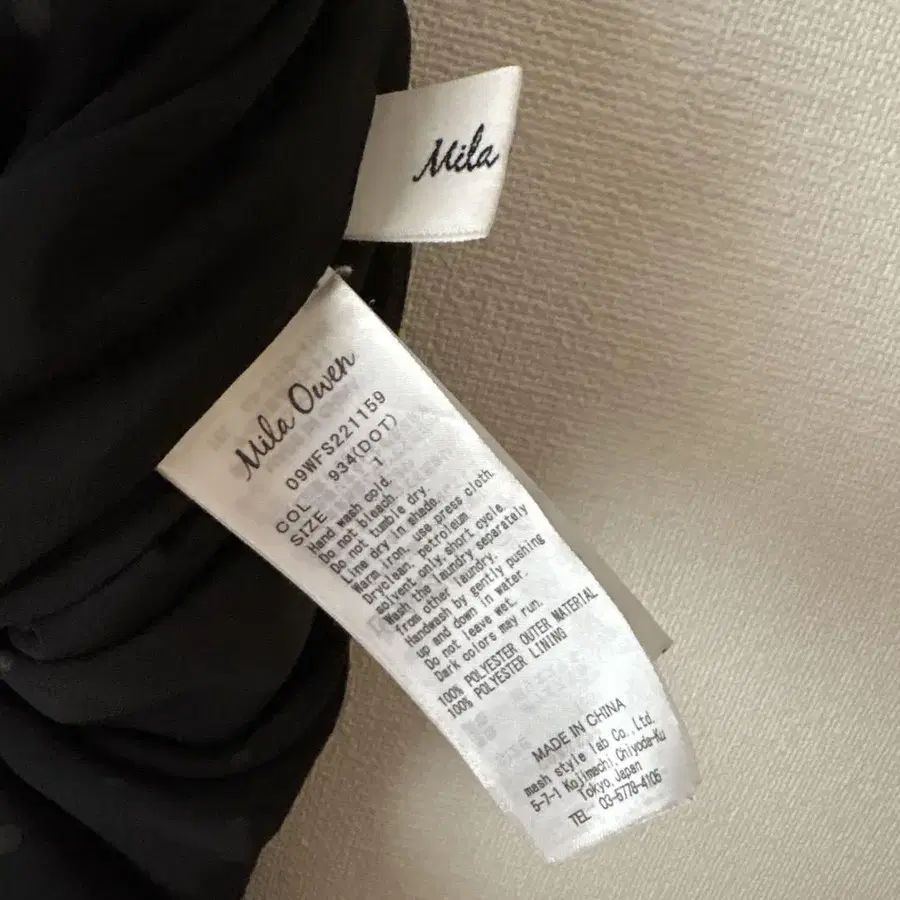 Mila
Mila Owen
09WFS221159
COL 934(DOT)
SIZE 1
Hand wash cold.
Do not bleach.
Do not tumble dry.
Line dry in shade.
Warm iron, use press cloth.
Dryclean, petroleum
solvent only.short cycle.
Wash the laundry separately
from other laundry.
Handwash by gently pushing
up and down in water.
Do not leave wet.
Dark colors may run.
100% POLYESTER OUTER MATERIAL
100% POLYESTER LINING
MADE IN CHINA
mash style lab Co.,Ltd.
5-7-1 Kojimachi,Chiyoda-Ku
Tokyo,Japan
TEL 03-5778-4105